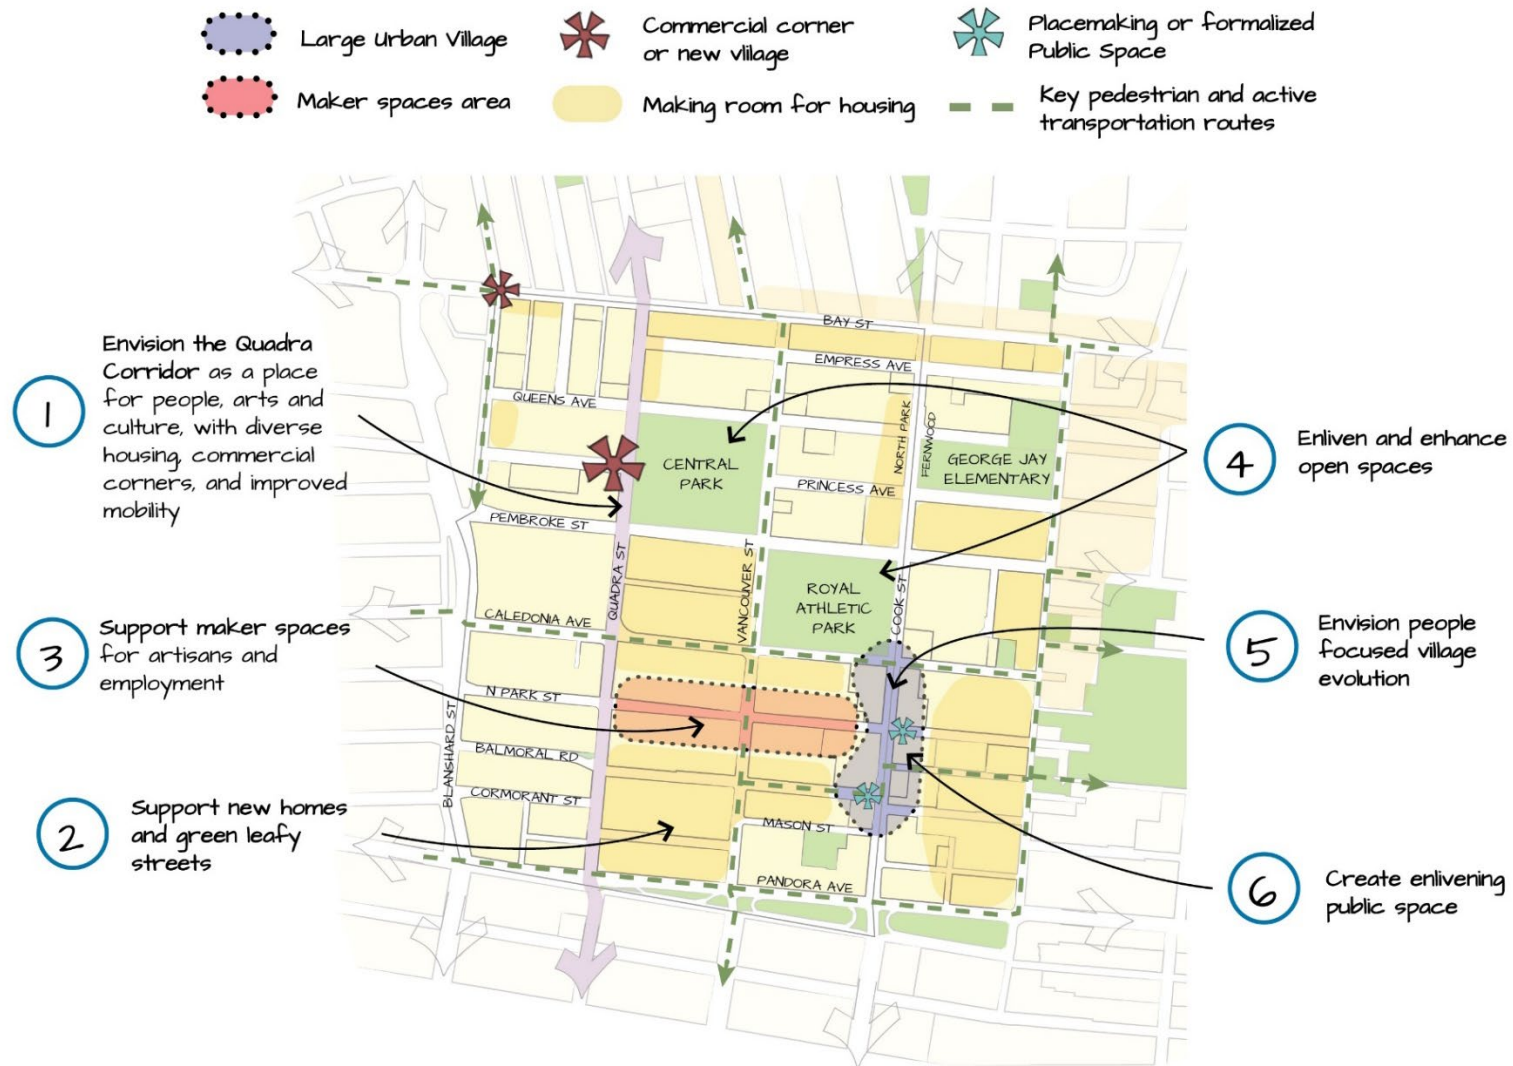 Large Urban Village
Commercial corner
or new vlilage
Placemaking or formalized
Public Space
Maker spaces area
Making room for housing
Key pedestrian and active
transportation routes
1
Envision the Quadra
Corridor as a place
for people, arts and
culture, with diverse
housing, commercial
corners, and improved
mobility
3
Support maker spaces
for artisans and
employment
2
Support new homes
and green leafy
streets
BAY ST
EMPRESS AVE
QUEENS AVE
NORTH PARK
FERNWOOD
CENTRAL
PARK
GEORGE JAY
ELEMENTARY
PRINCESS AVE
PEMBROKE ST
QUADRA ST
VANCOUVER ST
ROYAL
ATHLETIC
PARK
COOK ST
CALEDONIA AVE
N PARK ST
BLANSHARD ST
BALMORAL RD
CORMORANT ST
MASON ST
PANDORA AVE
4
Enliven and enhance
open spaces
5
Envision people
focused village
evolution
6
Create enlivening
public space